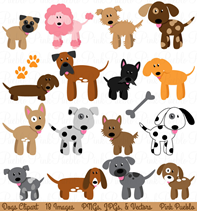 Dogs Clipart 18 Images PNGs, JPGs, & Vectors Pink Pueblo